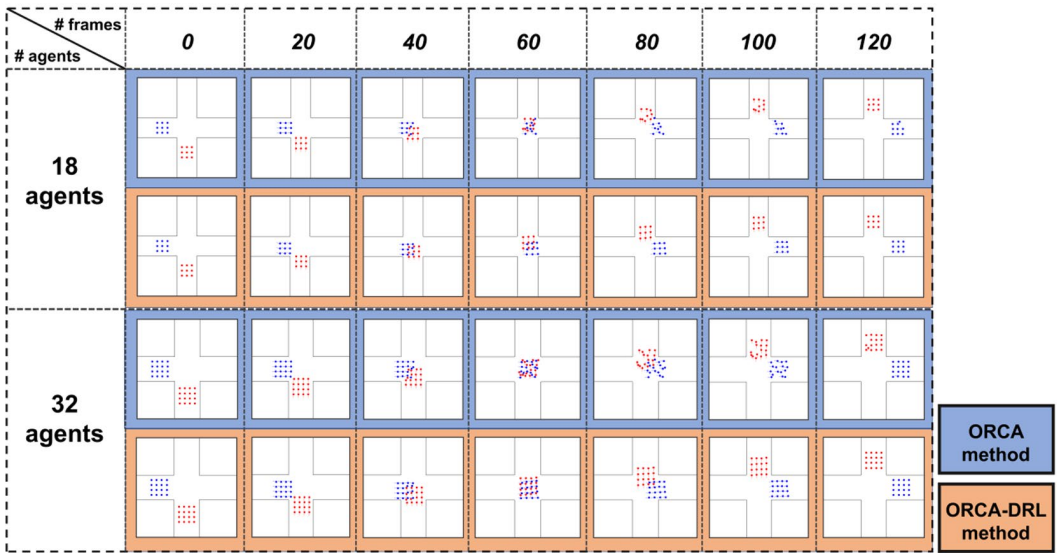 # frames
# agents
0 20 40 60 80 100 120
18
agents
32
agents
ORCA
method
ORCA-DRL
method